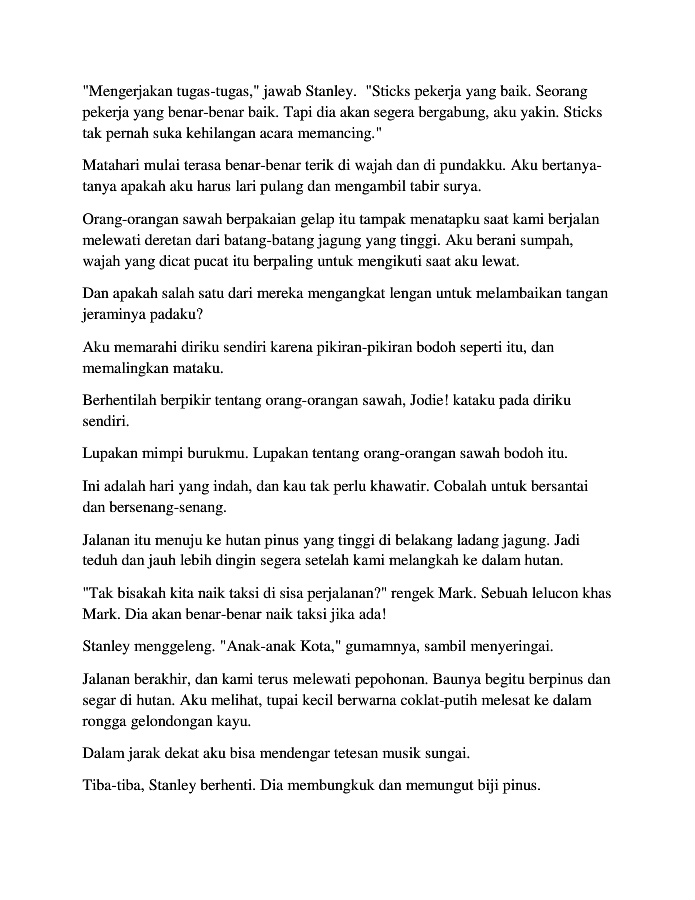 "Mengerjakan tugas-tugas," jawab Stanley.  "Sticks pekerja yang baik. Seorang
pekerja yang benar-benar baik. Tapi dia akan segera bergabung, aku yakin. Sticks
tak pernah suka kehilangan acara memancing."
Matahari mulai terasa benar-benar terik di wajah dan di pundakku. Aku bertanya-
tanya apakah aku harus lari pulang dan mengambil tabir surya.
Orang-orangan sawah berpakaian gelap itu tampak menatapku saat kami berjalan
melewati deretan dari batang-batang jagung yang tinggi. Aku berani sumpah,
wajah yang dicat pucat itu berpaling untuk mengikuti saat aku lewat.
Dan apakah salah satu dari mereka mengangkat lengan untuk melambaikan tangan
jeraminya padaku?
Aku memarahi diriku sendiri karena pikiran-pikiran bodoh seperti itu, dan
memalingkan mataku.
Berhentilah berpikir tentang orang-orangan sawah, Jodie! kataku pada diriku
sendiri.
Lupakan mimpi burukmu. Lupakan tentang orang-orangan sawah bodoh itu.
Ini adalah hari yang indah, dan kau tak perlu khawatir. Cobalah untuk bersantai
dan bersenang-senang.
Jalanan itu menuju ke hutan pinus yang tinggi di belakang ladang jagung. Jadi
teduh dan jauh lebih dingin segera setelah kami melangkah ke dalam hutan.
"Tak bisakah kita naik taksi di sisa perjalanan?" rengek Mark. Sebuah lelucon khas
Mark. Dia akan benar-benar naik taksi jika ada!
Stanley menggeleng. "Anak-anak Kota," gumamnya, sambil menyeringai.
Jalanan berakhir, dan kami terus melewati pepohonan. Baunya begitu berpinus dan
segar di hutan. Aku melihat, tupai kecil berwarna coklat-putih melesat ke dalam
rongga gelondongan kayu.
Dalam jarak dekat aku bisa mendengar tetesan musik sungai.
Tiba-tiba, Stanley berhenti. Dia membungkuk dan memungut biji pinus.